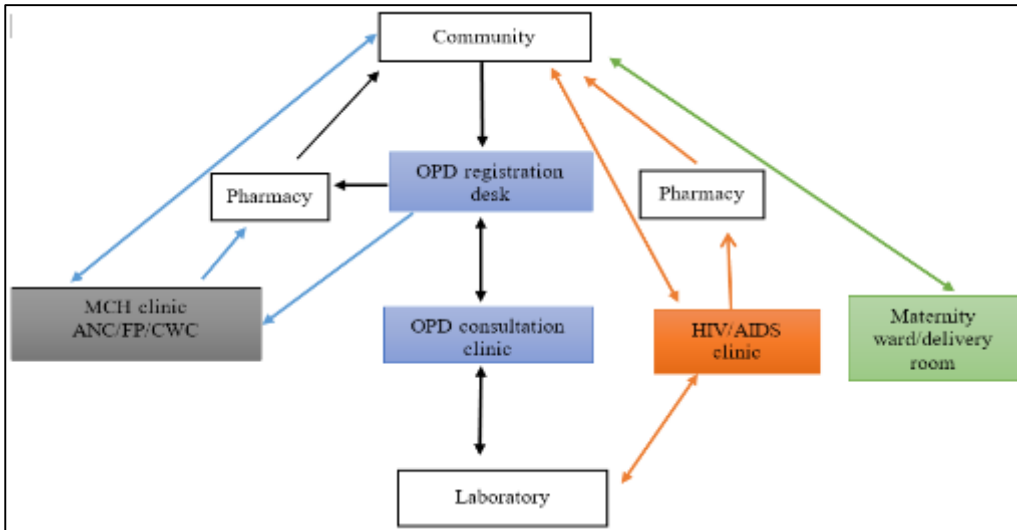 Community
OPD registration
desk
Pharmacy
Pharmacy
MCH clinic
ANC/FP/CWC
OPD consultation
clinic
HIV/AIDS
clinic
Maternity
ward/delivery
room
Laboratory